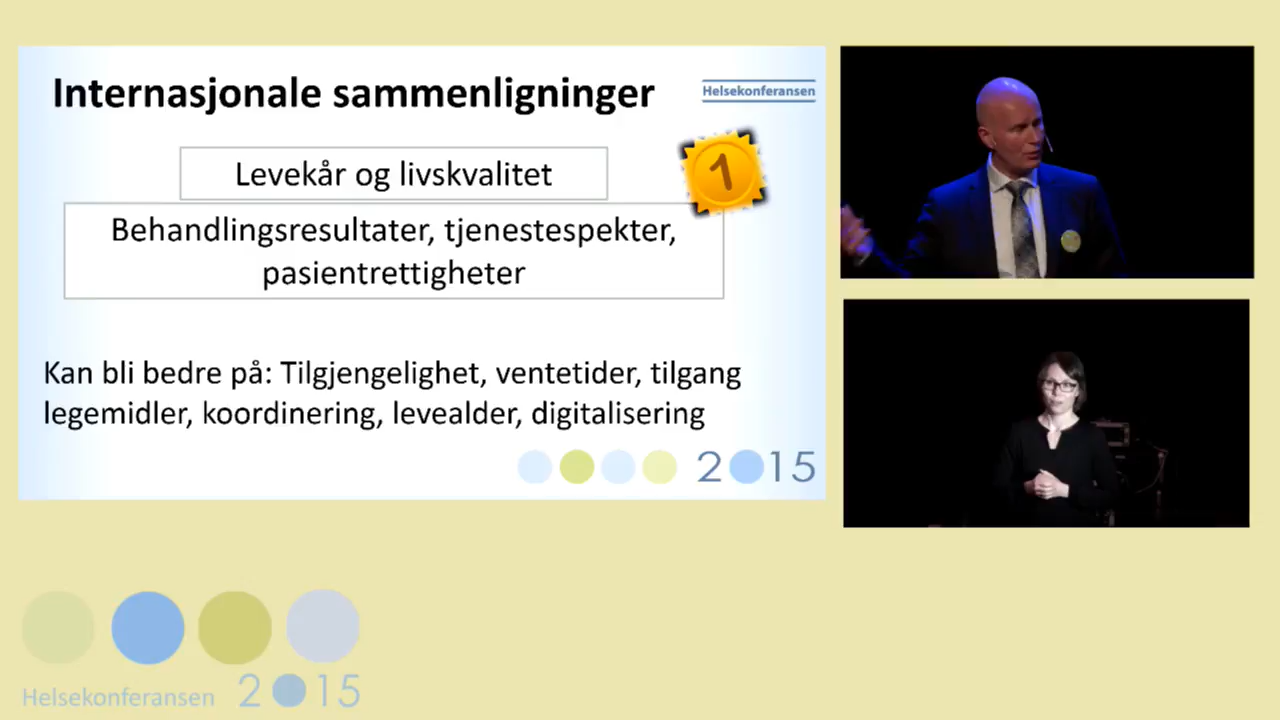 Internasjonale sammenligninger
Helsekonferansen
Levekår og livskvalitet
1
Behandlingsresultater, tjenestespekter,
pasientrettigheter
Kan bli bedre på: Tilgjengelighet, ventetider, tilgang
legemidler, koordinering, levealder, digitalisering
2015
Helsekonferansen 2015